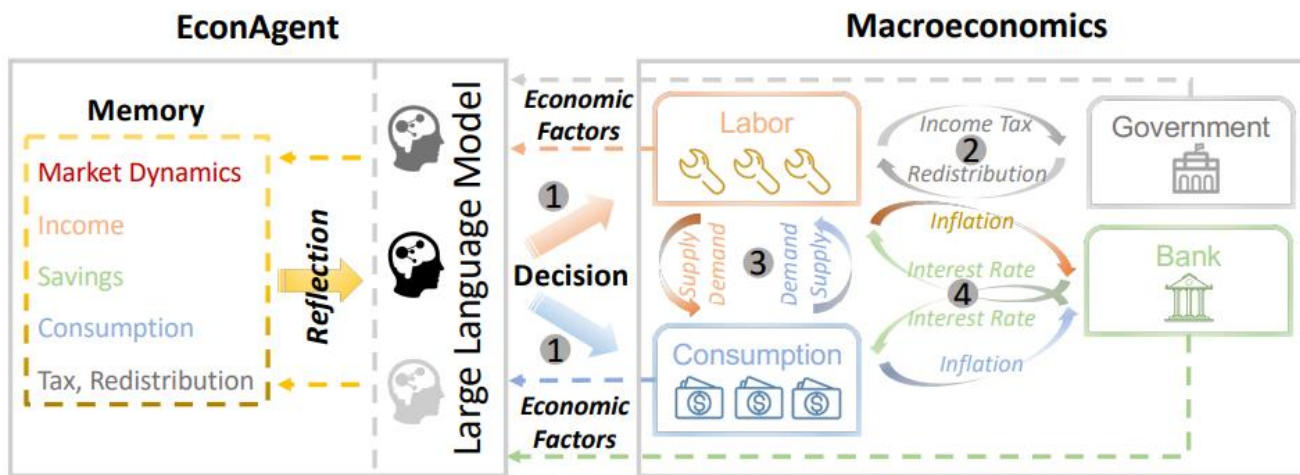 EconAgent
Macroeconomics
Memory
Market Dynamics
Income
Savings
Consumption
Tax, Redistribution
Reflection
Large Language Model
Economic
Factors
1
Decision
1
Economic
Factors
Labor
Income Tax
2
Redistribution
Government
Supply
Demand
3
Demand
Supply
Inflation
Interest Rate
4
Interest Rate
Inflation
Bank
Consumption
$ $ $